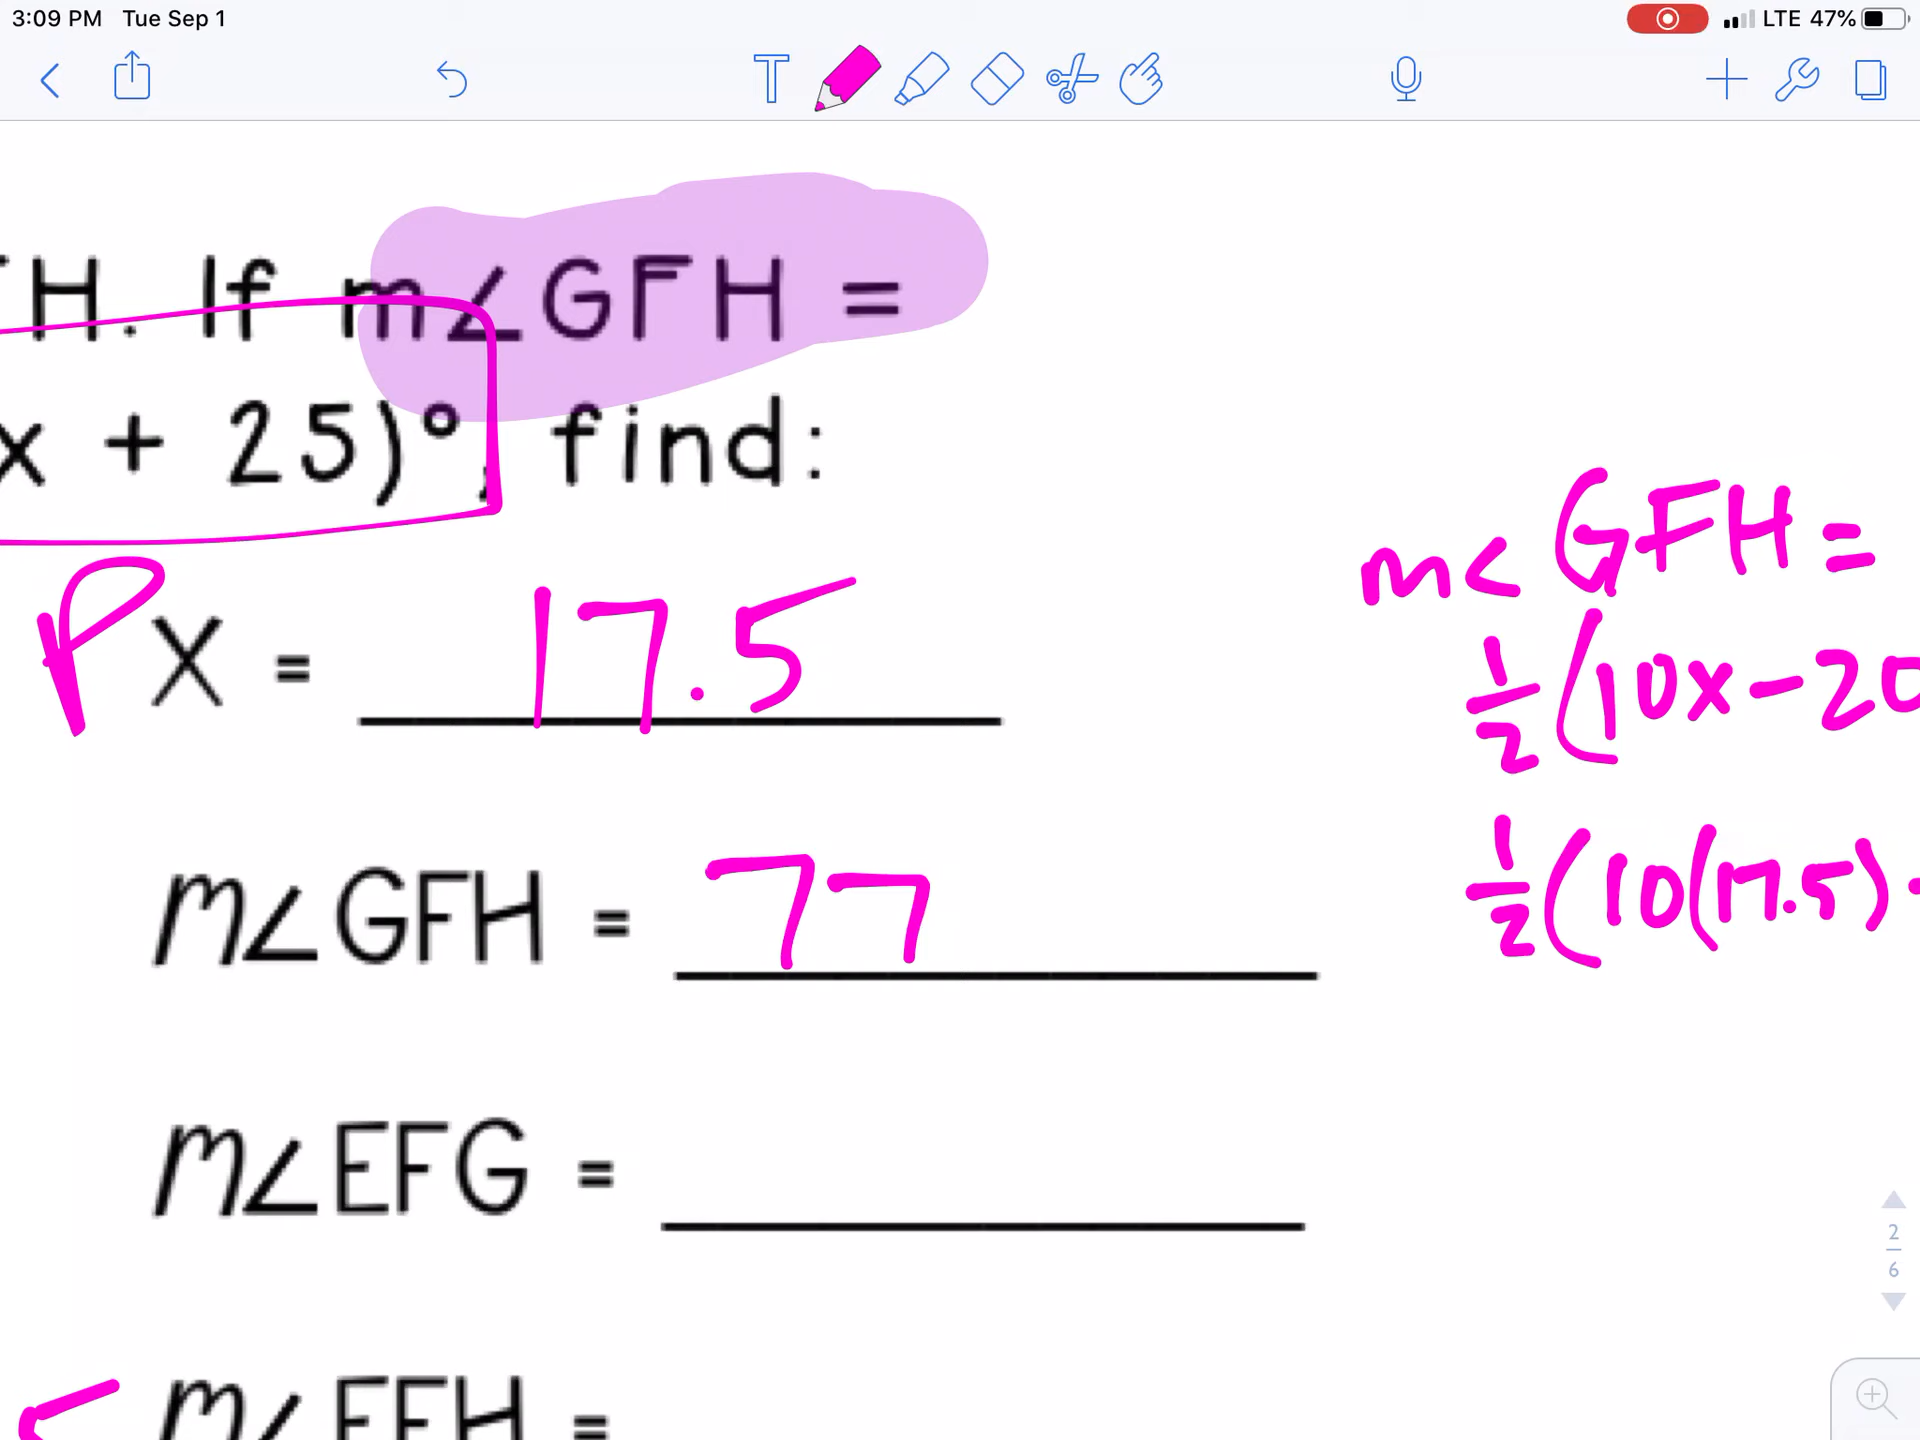 3:09 PM Tue Sep 1
LTE 47%
T
H. If m∠GFH =
x + 25)°, find:
m< GFH =
X = 17.5
½(10x-20
m∠GFH = 77
½(10(17.5)
m∠EFG =
2
6
m∠EFH =